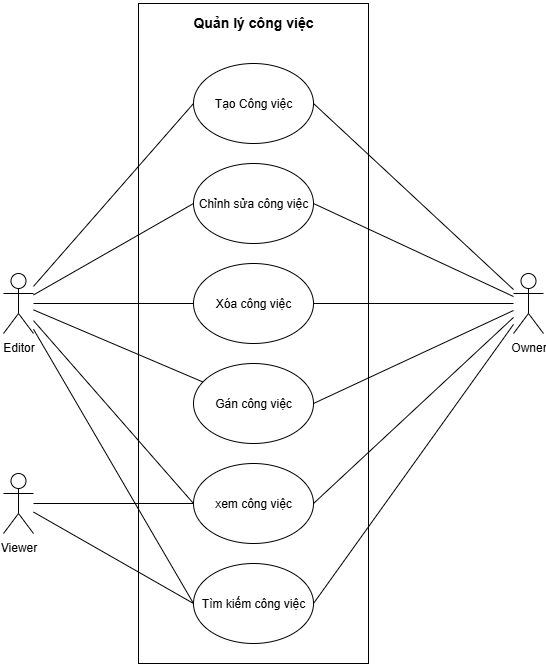 Quản lý công việc
Tạo Công việc
Chỉnh sửa công việc
Xóa công việc
Editor
Owner
Gán công việc
xem công việc
Viewer
Tìm kiếm công việc